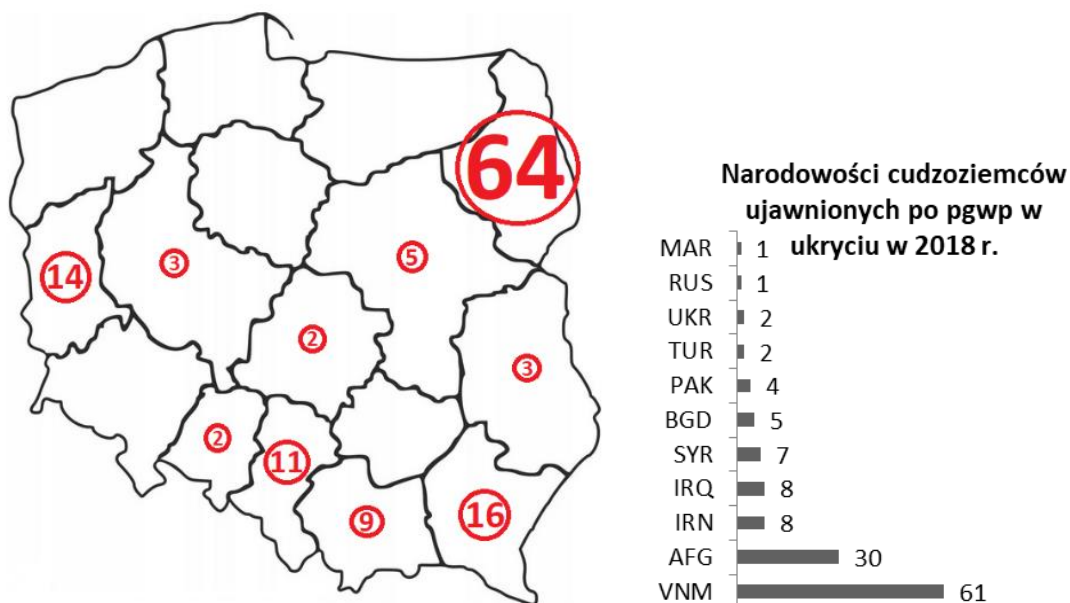 64
14
3
5
2
3
2
11
9
16
Narodowości cudzoziemców
ujawnionych po pgwp w
ukryciu w 2018 r.
MAR 1
RUS 1
UKR 2
TUR 2
PAK 4
BGD 5
SYR 7
IRQ 8
IRN 8
AFG 30
VNM 61